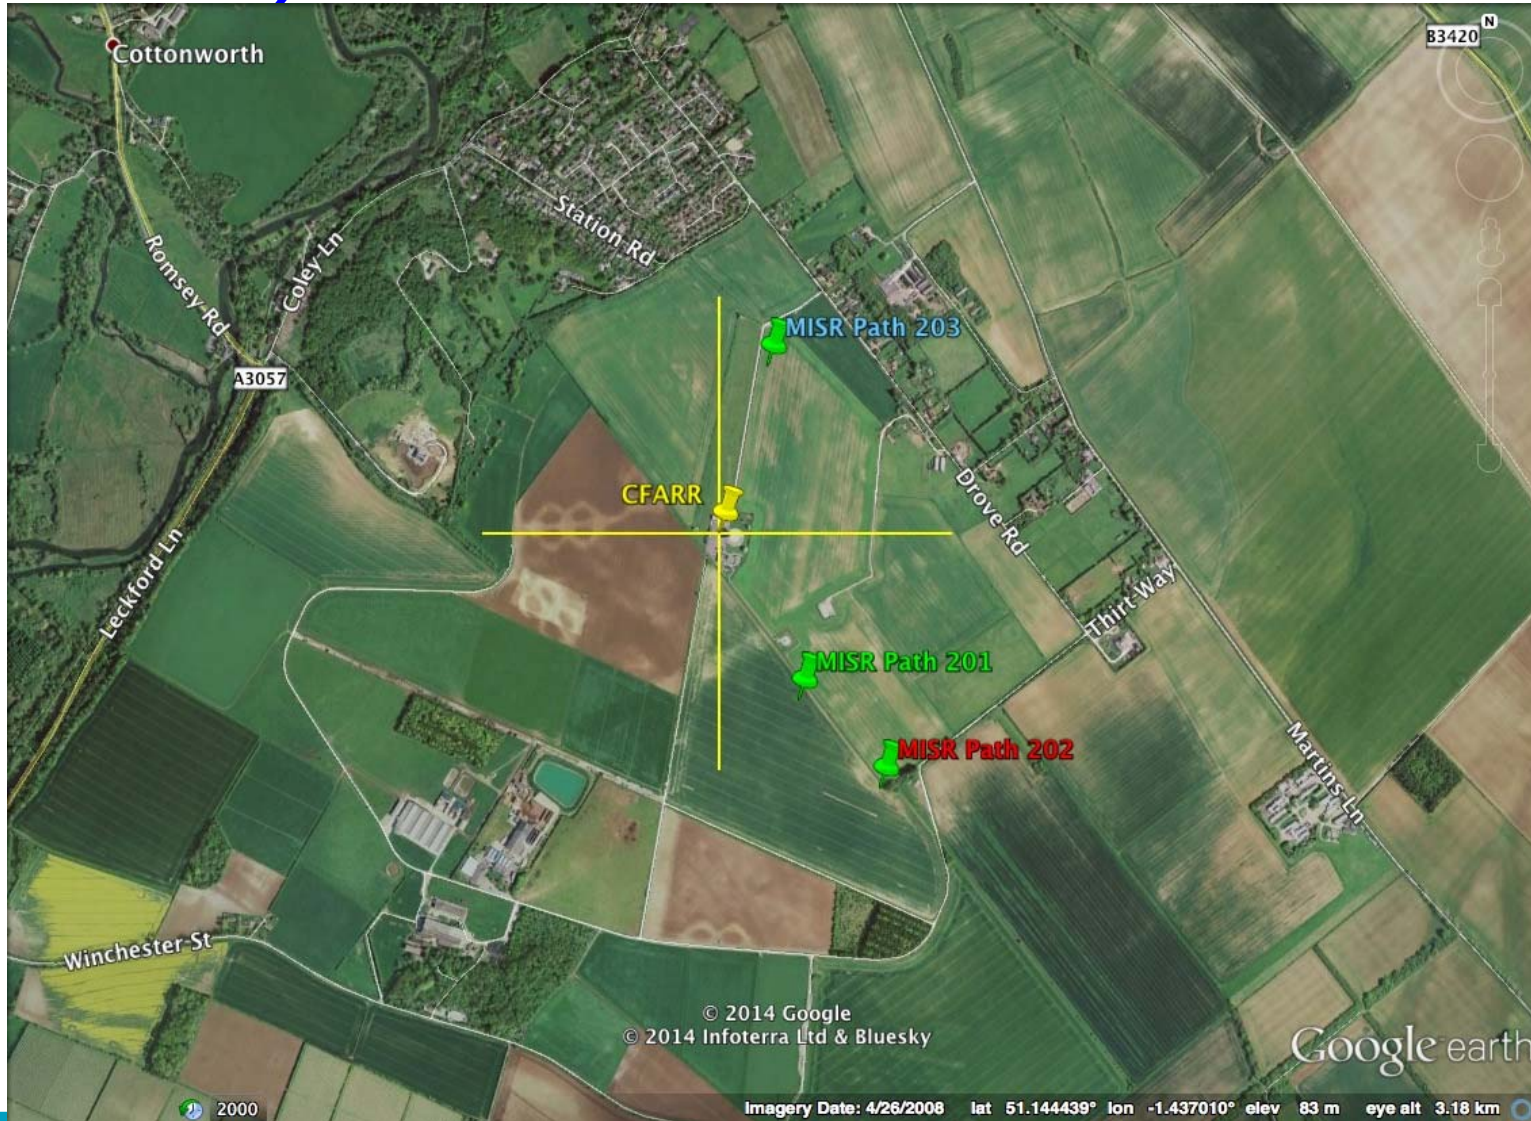 Cottonworth
B3420
N
Station Rd
Romsey Rd
Coley Ln
MISR Path 203
A3057
CFARR
Drove Rd
Leckford Ln
Thirt Way
MISR Path 201
MISR Path 202
Martins Ln
Winchester St
© 2014 Google
© 2014 Infoterra Ltd & Bluesky
Google earth
2000
Imagery Date: 4/26/2008 lat 51.144439° lon -1.437010° elev 83 m eye alt 3.18 km